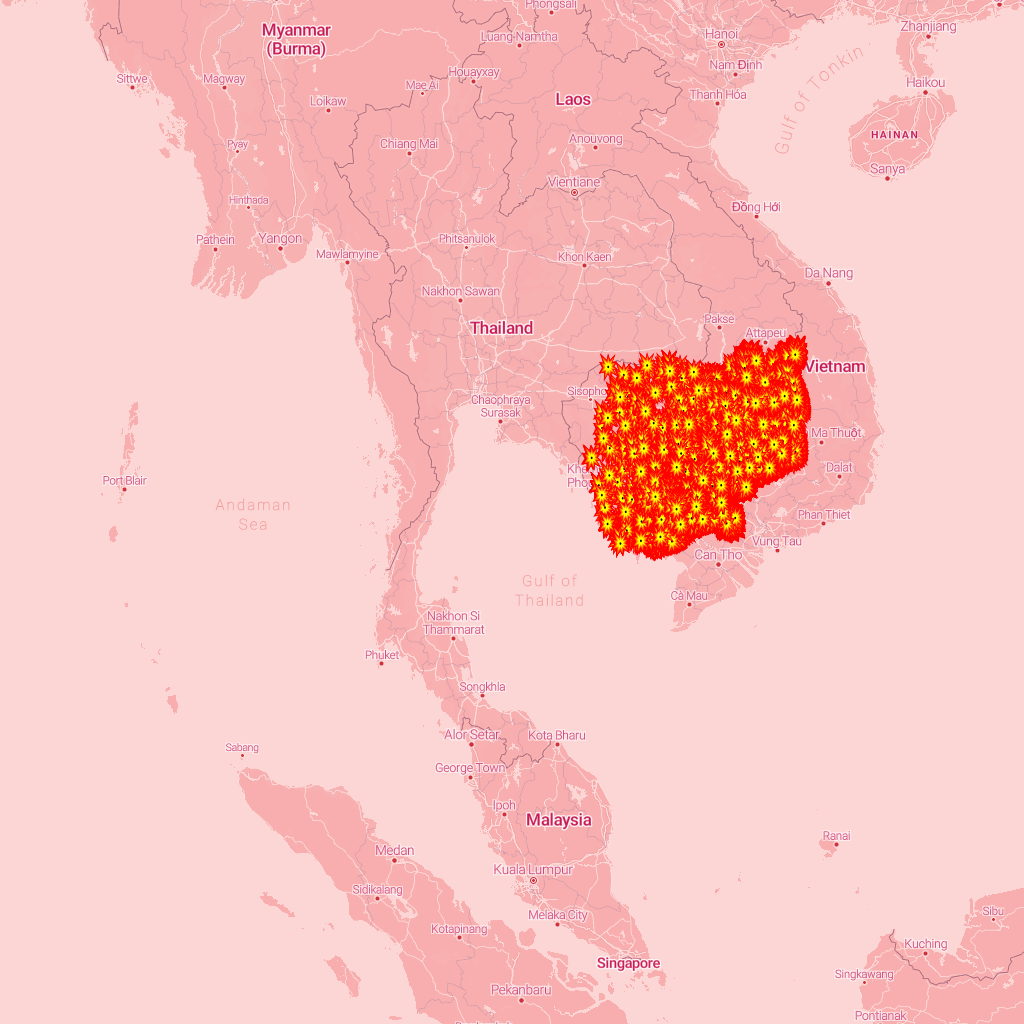 Phongsali
Myanmar
(Burma)
Luang-Namtha
Hanoi
Zhanjiang
Nam Định
Sittwe
Magway
Mae Ai
Houayxay
Thanh Hóa
Gulf of Tonkin
Haikou
Loikaw
Laos
HAINAN
Pyay
Chiang Mai
Anouvong
Sanya
Vientiane
Hinthada
Đồng Hới
Pathein
Yangon
Phitsanulok
Mawlamyine
Khon Kaen
Da Nang
Nakhon Sawan
Thailand
Pakse
Attapeu
Vietnam
Sisopho
Chaophraya
Surasak
Ma Thuột
Port Blair
Dalat
Andaman
Sea
Phan Thiet
Vung Tau
Can Tho
Gulf of
Thailand
Cà Mau
Nakhon Si
Thammarat
Phuket
Songkhla
Alor Setar
Kota Bharu
Sabang
George Town
Ipoh
Malaysia
Ranai
Medan
Kuala Lumpur
Sidikalang
Melaka City
Sibu
Kotapinang
Kuching
Singapore
Singkawang
Pekanbaru
Pontianak